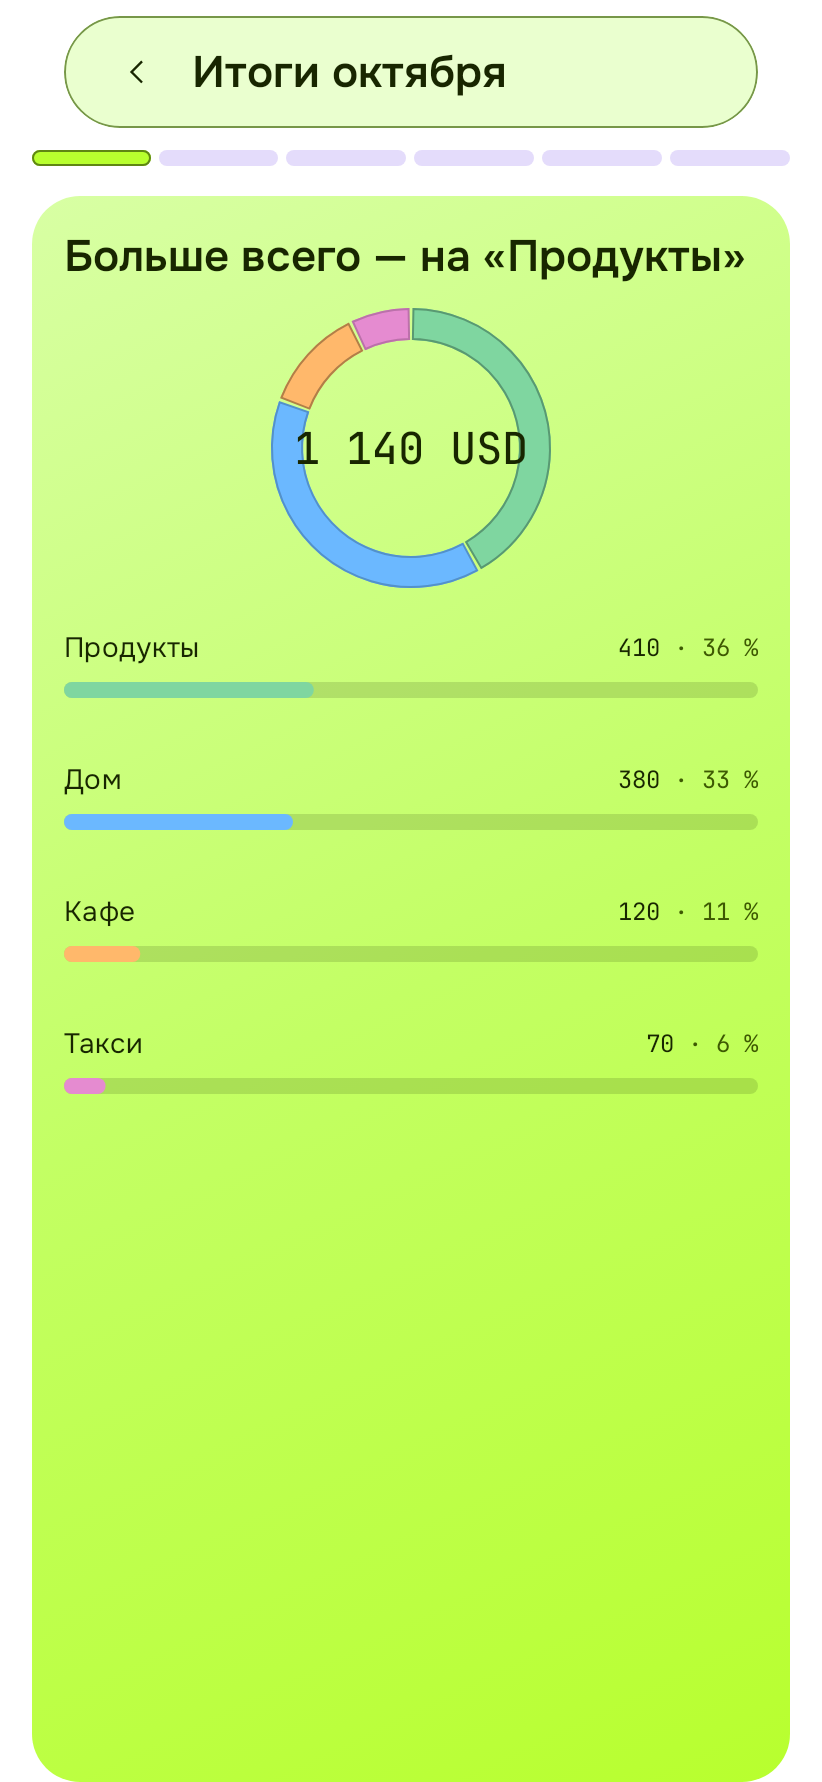 Итоги октября
Больше всего — на «Продукты»
1 140 USD
Продукты 410 · 36 %
Дом 380 · 33 %
Кафе 120 · 11 %
Такси 70 · 6 %